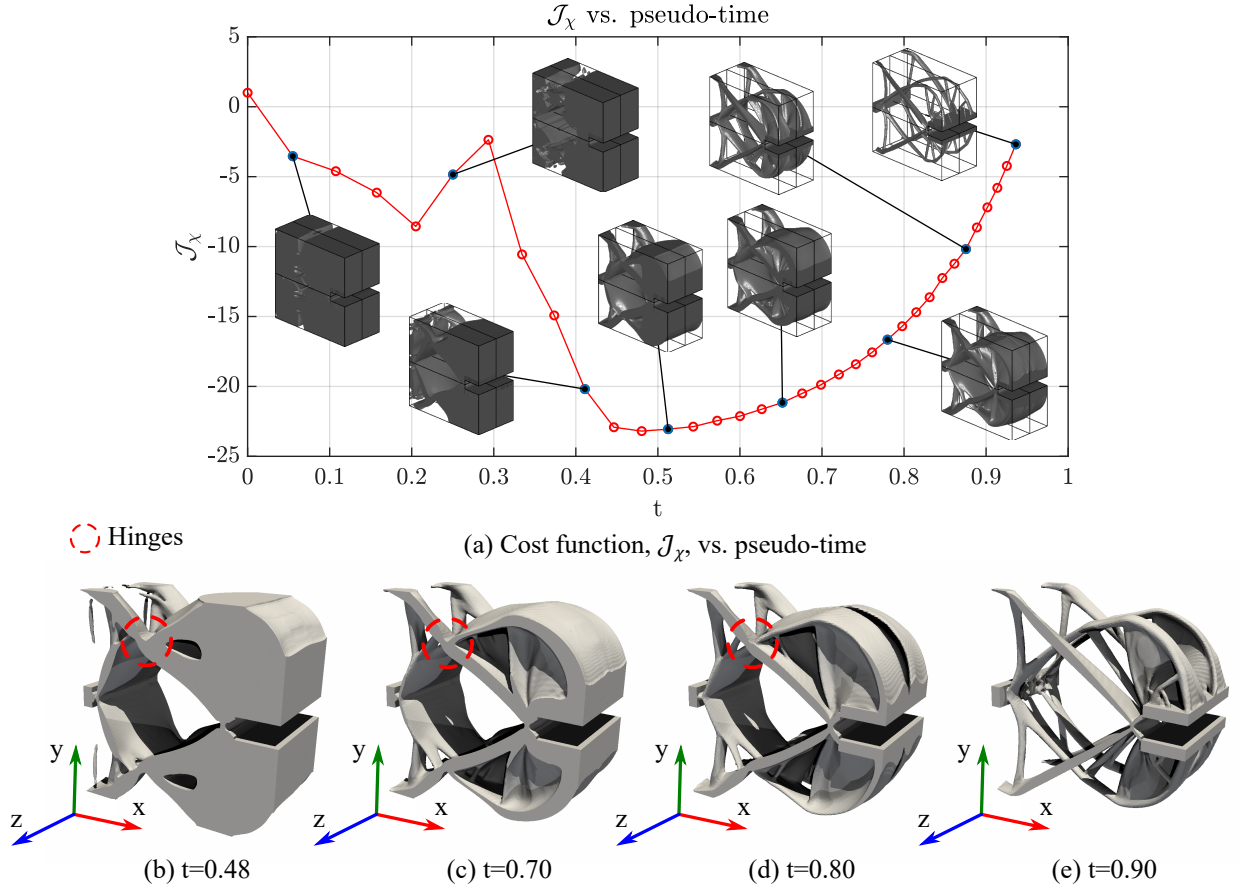 𝒥χ vs. pseudo-time
5
0
-5
-10
-15
-20
-25
𝒥χ
0 0.1 0.2 0.3 0.4 0.5 0.6 0.7 0.8 0.9 1
t
Hinges
(a) Cost function, 𝒥χ, vs. pseudo-time
y x z
y x z
y x z
y x z
(b) t=0.48 (c) t=0.70 (d) t=0.80 (e) t=0.90